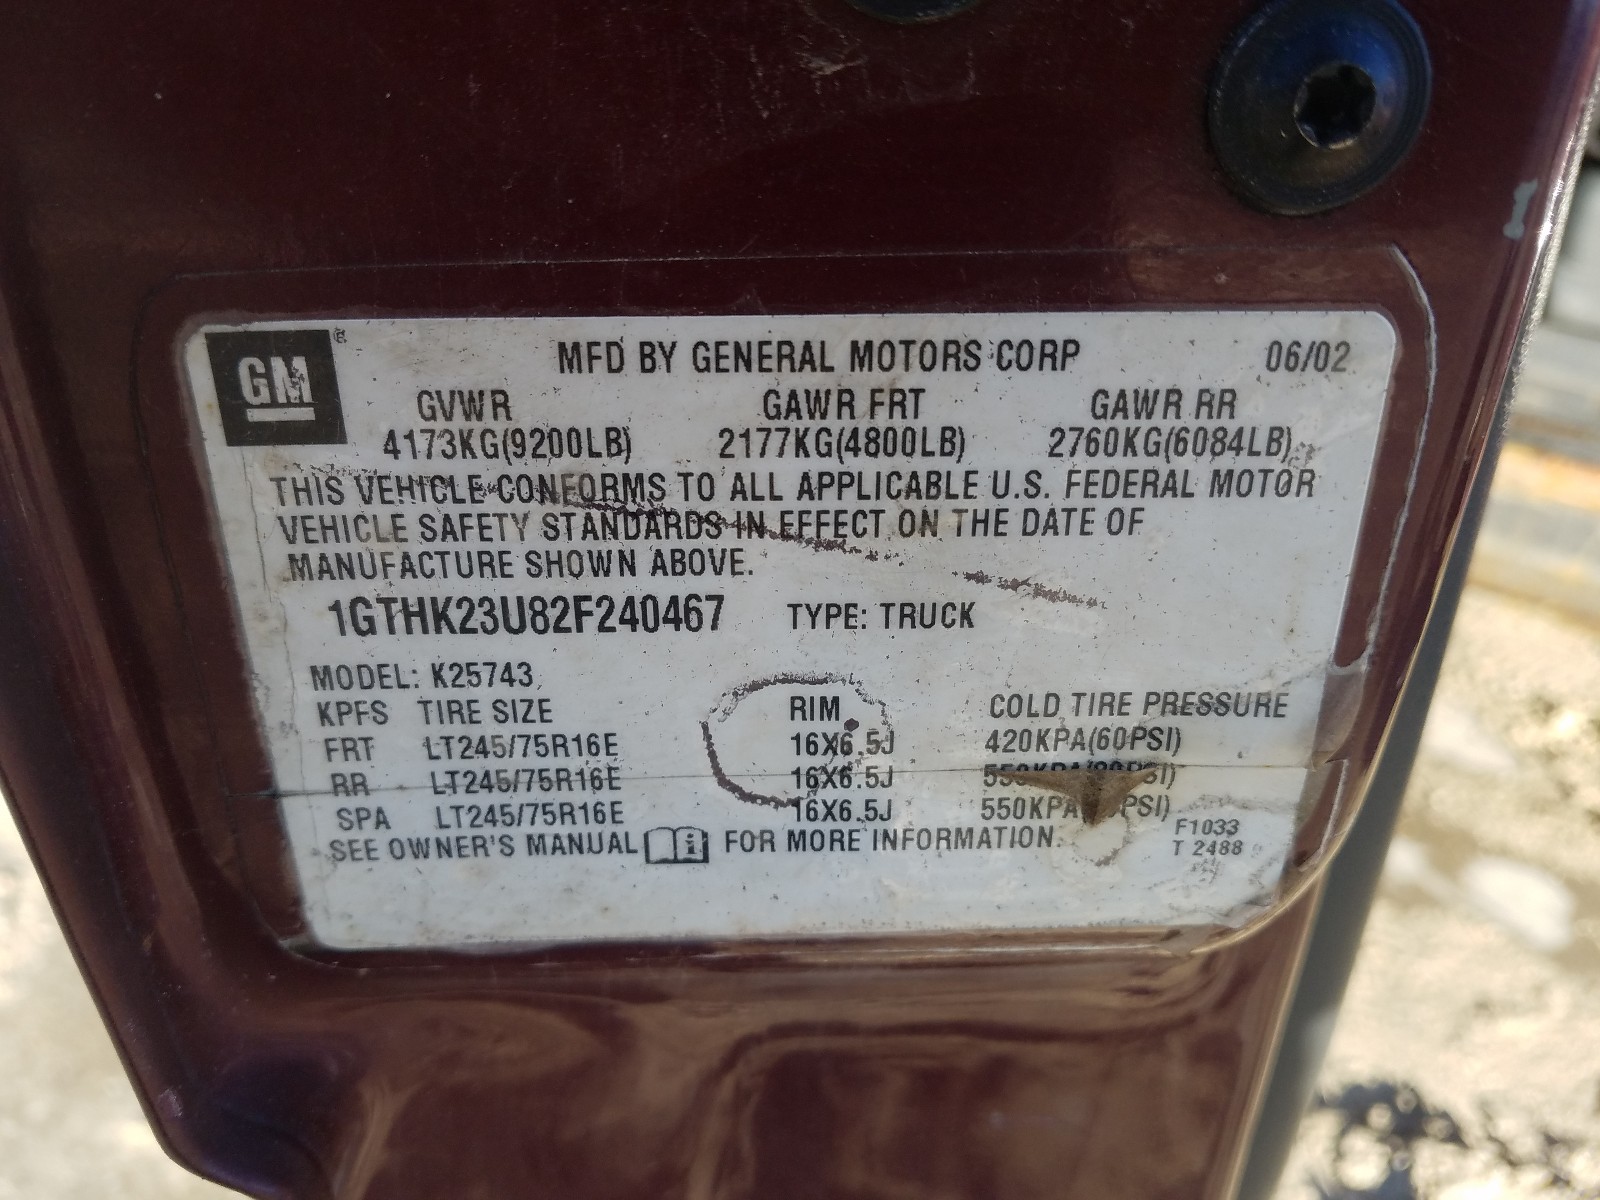 GM ® MFD BY GENERAL MOTORS CORP 06/02
GVWR GAWR FRT GAWR RR
4173KG(9200LB) 2177KG(4800LB) 2760KG(6084LB)
THIS VEHICLE CONFORMS TO ALL APPLICABLE U.S. FEDERAL MOTOR
VEHICLE SAFETY STANDARDS IN EFFECT ON THE DATE OF
MANUFACTURE SHOWN ABOVE.
1GTHK23U82F240467 TYPE: TRUCK
MODEL: K25743
KPFS TIRE SIZE RIM COLD TIRE PRESSURE
FRT LT245/75R16E 16X6.5J 420KPA(60PSI)
RR LT245/75R16E 16X6.5J 550KPA(80PSI)
SPA LT245/75R16E 16X6.5J
SEE OWNER'S MANUAL FOR MORE INFORMATION.
F1033
T 2488